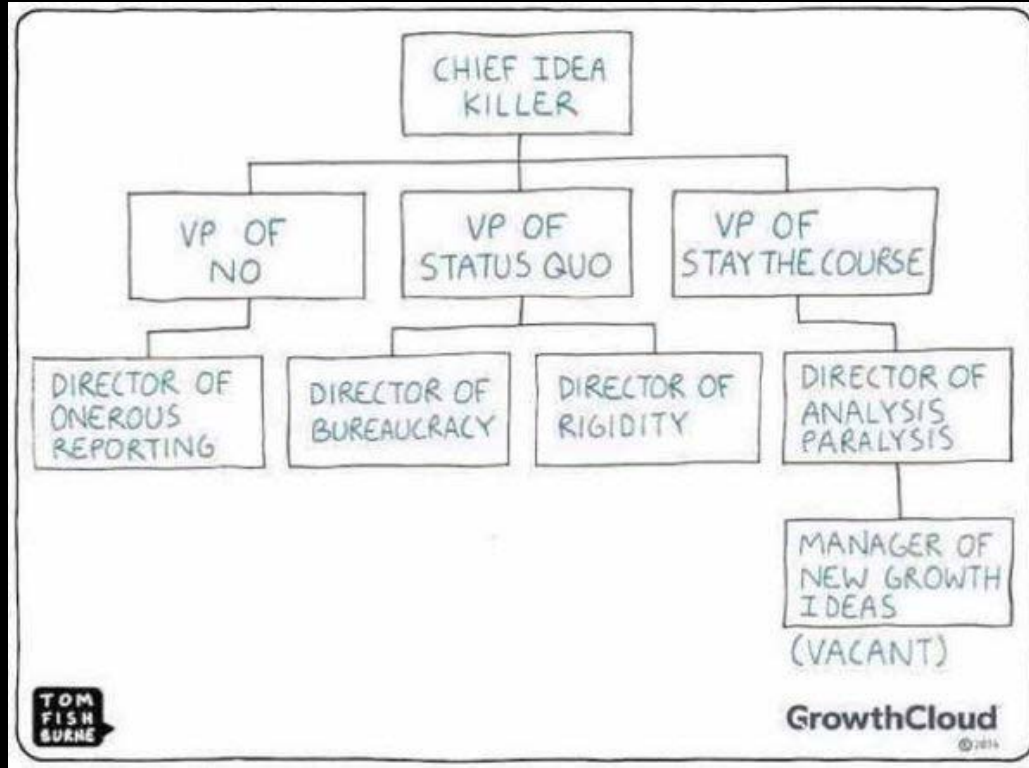 CHIEF IDEA
KILLER
VP OF
NO
VP OF
STATUS QUO
VP OF
STAY THE COURSE
DIRECTOR OF
ONEROUS
REPORTING
DIRECTOR OF
BUREAUCRACY
DIRECTOR OF
RIGIDITY
DIRECTOR OF
ANALYSIS
PARALYSIS
MANAGER OF
NEW GROWTH
IDEAS
(VACANT)
TOM
FISH
BURNE
GrowthCloud
©2014